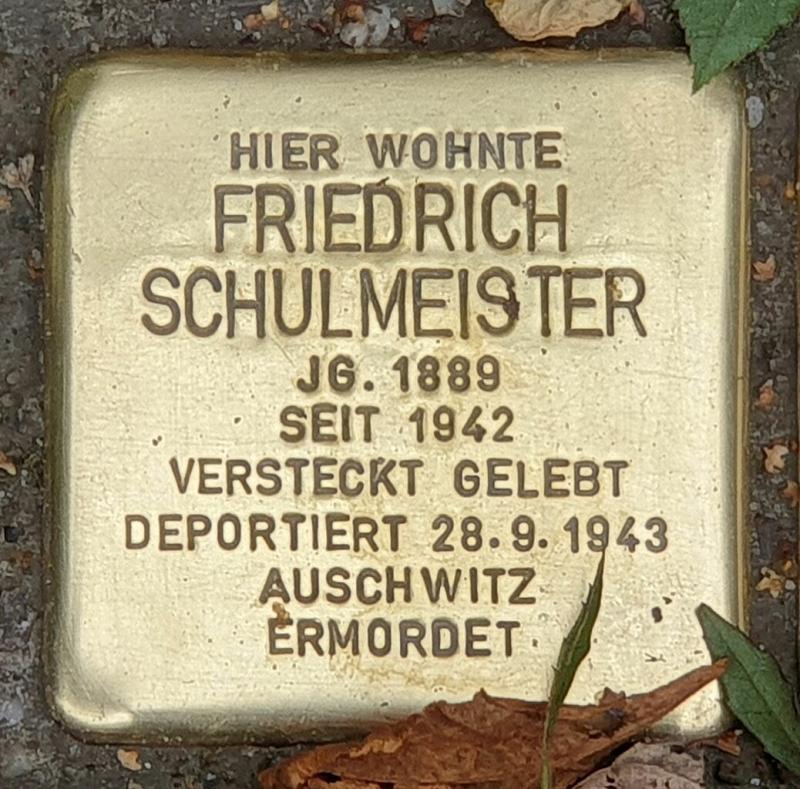 HIER WOHNTE
FRIEDRICH
SCHULMEISTER
JG. 1889
SEIT 1942
VERSTECKT GELEBT
DEPORTIERT 28.9.1943
AUSCHWITZ
ERMORDET